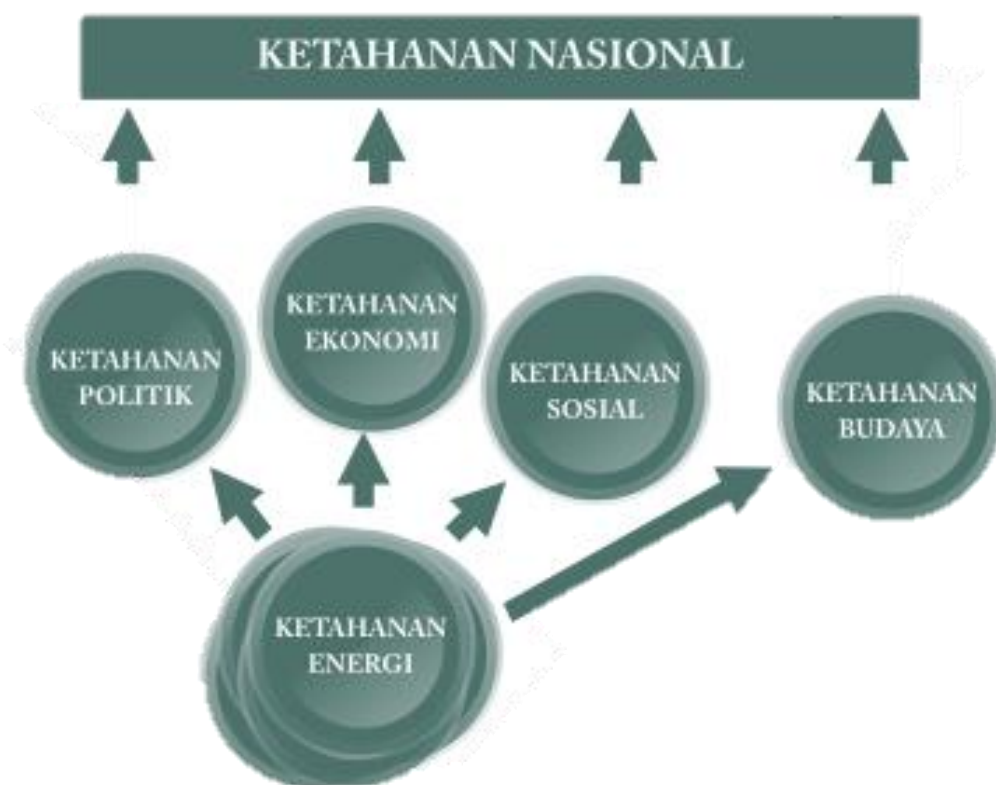 KETAHANAN NASIONAL
KETAHANAN
POLITIK
KETAHANAN
EKONOMI
KETAHANAN
SOSIAL
KETAHANAN
BUDAYA
KETAHANAN
ENERGI